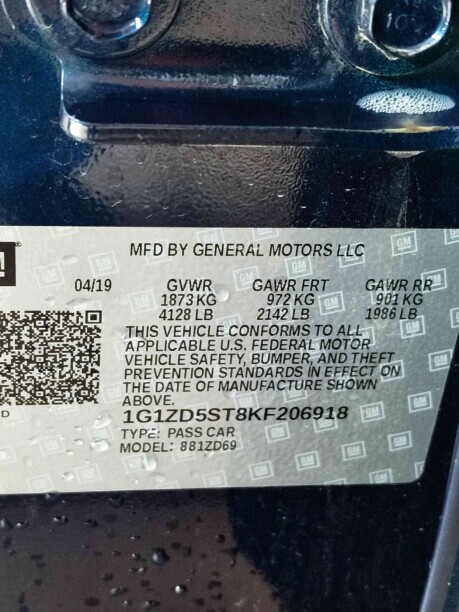 MFD BY GENERAL MOTORS LLC
04/19 GVWR GAWR FRT GAWR RR
1873 KG 972 KG 901 KG
4128 LB 2142 LB 1986 LB
THIS VEHICLE CONFORMS TO ALL
APPLICABLE U.S. FEDERAL MOTOR
VEHICLE SAFETY, BUMPER, AND THEFT
PREVENTION STANDARDS IN EFFECT ON
THE DATE OF MANUFACTURE SHOWN
ABOVE.
1G1ZD5ST8KF206918
TYPE: PASS CAR
MODEL: 881ZD69